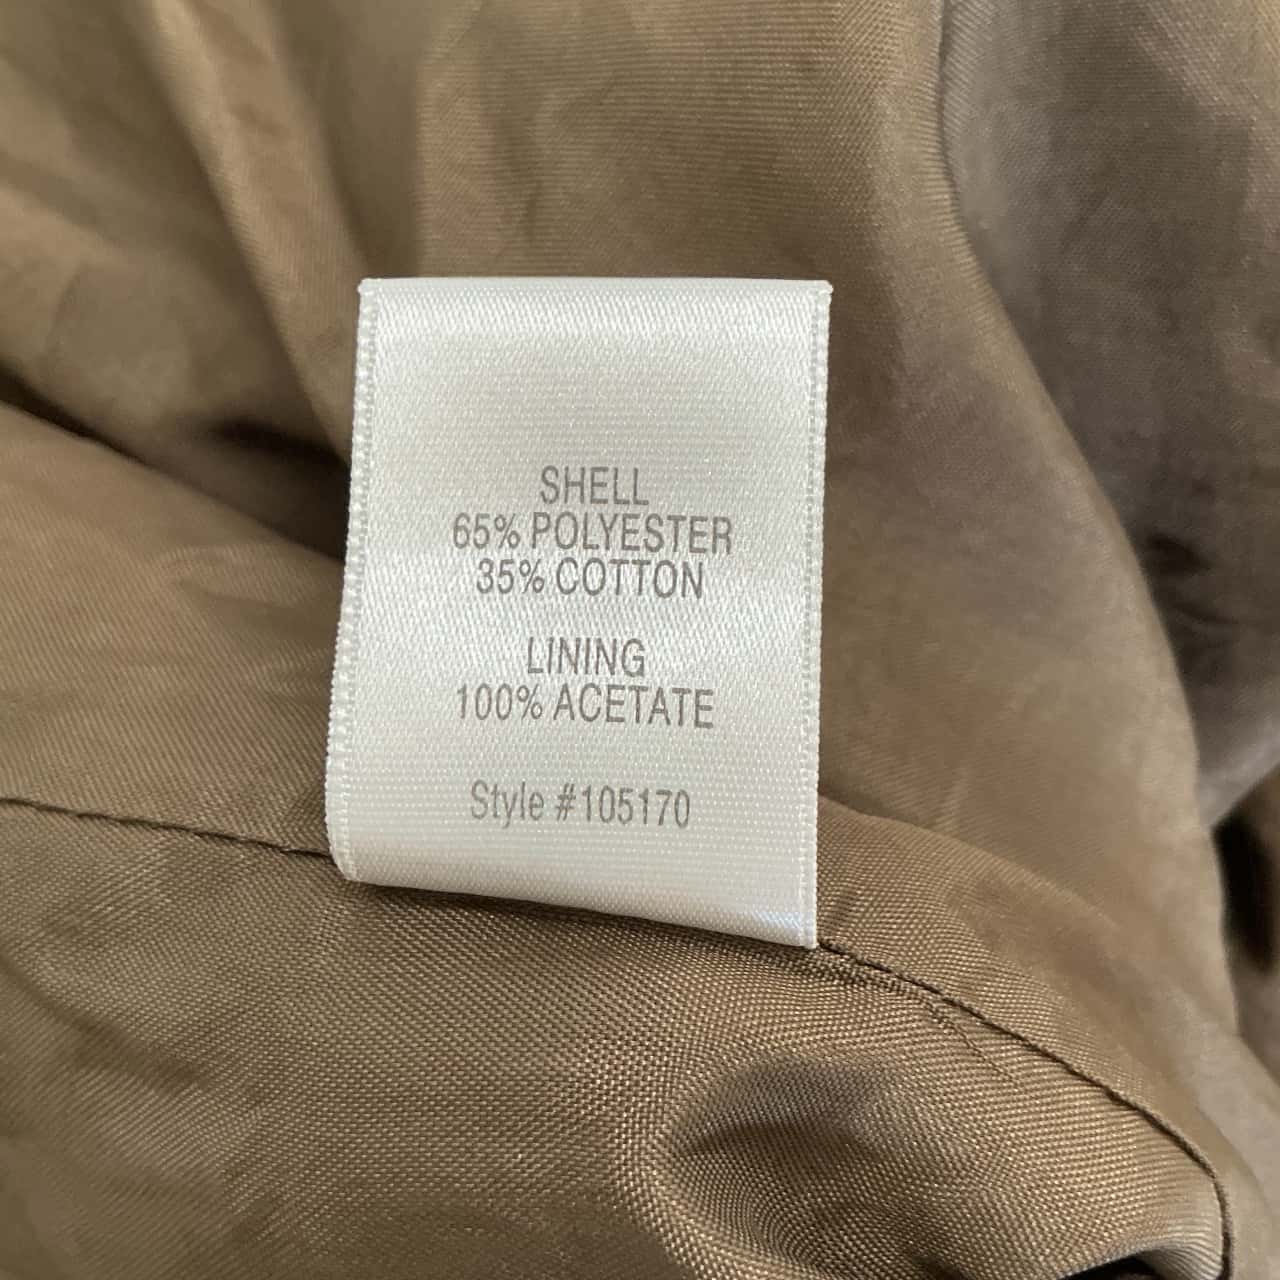 SHELL
65% POLYESTER
35% COTTON
LINING
100% ACETATE
Style #105170